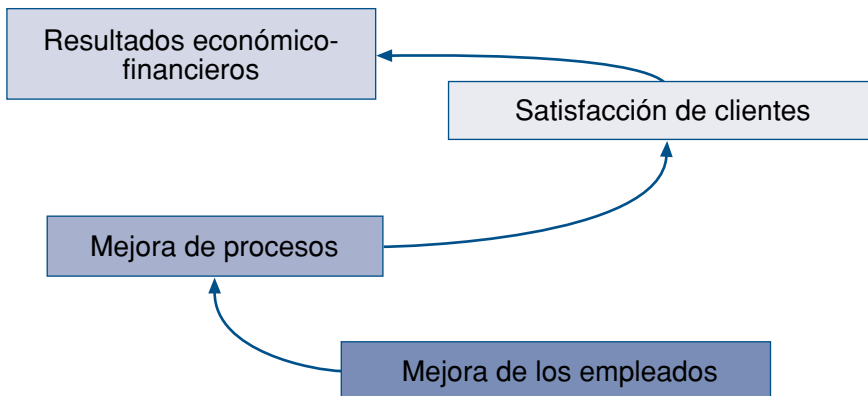 Resultados económico-
financieros
Satisfacción de clientes
Mejora de procesos
Mejora de los empleados